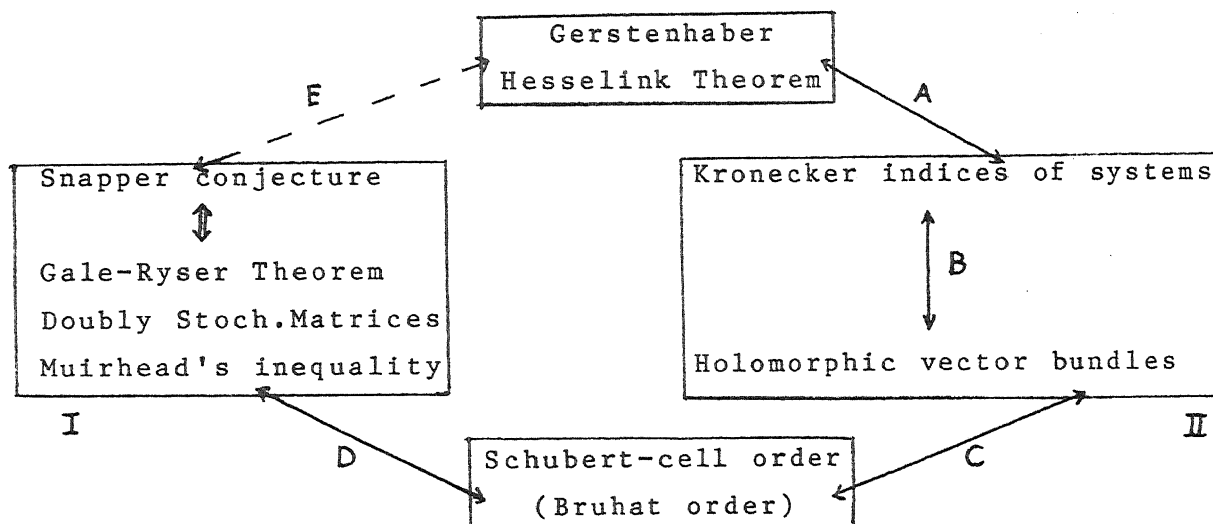 Gerstenhaber
Hesselink Theorem
E
A
Snapper conjecture
Gale-Ryser Theorem
Doubly Stoch.Matrices
Muirhead's inequality
I
Kronecker indices of systems
B
Holomorphic vector bundles
II
D
C
Schubert-cell order
(Bruhat order)